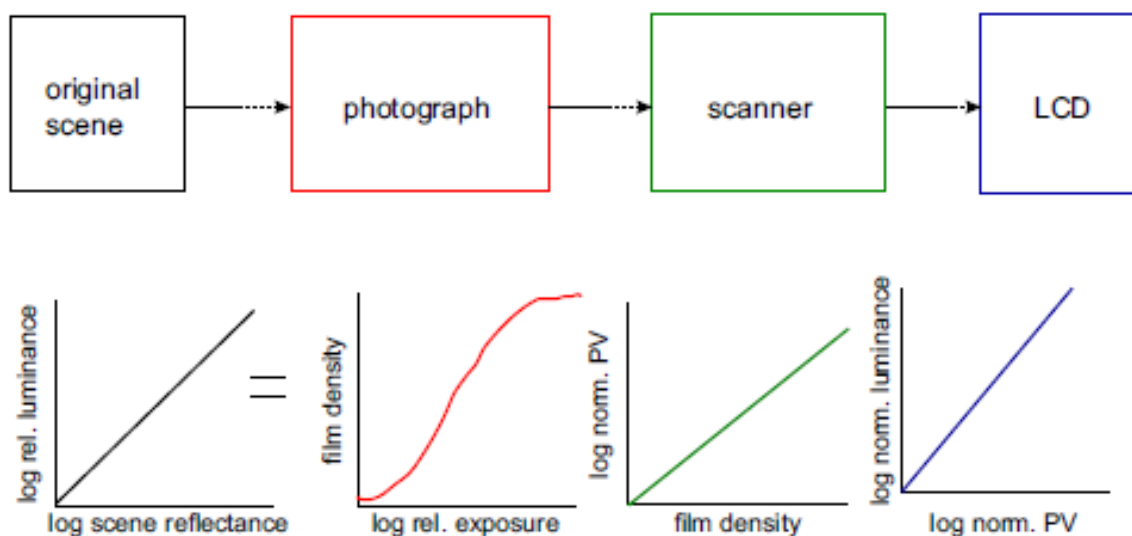 original
scene
photograph
scanner
LCD
log rel. luminance
log scene reflectance
film density
log rel. exposure
log norm. PV
film density
log norm. luminance
log norm. PV